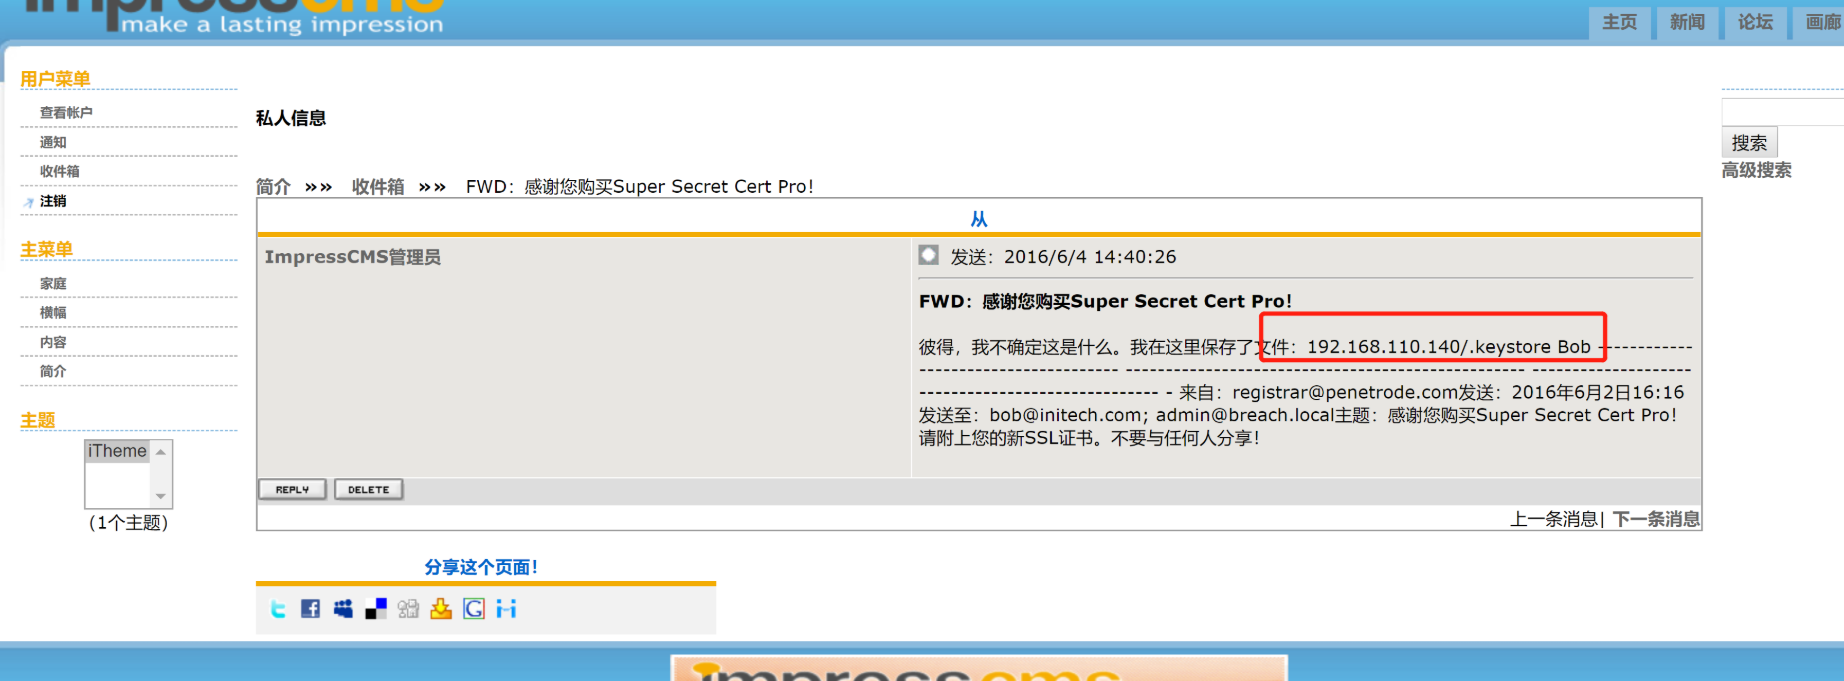 impresscms
make a lasting impression
主页 新闻 论坛 画廊
用户菜单
查看帐户
通知
收件箱
注销
主菜单
家庭
横幅
内容
简介
主题
iTheme
(1个主题)
私人信息
简介 »» 收件箱 »» FWD：感谢您购买Super Secret Cert Pro！
从
ImpressCMS管理员
发送：2016/6/4 14:40:26
FWD：感谢您购买Super Secret Cert Pro！
彼得，我不确定这是什么。我在这里保存了文件：192.168.110.140/.keystore Bob ------------
------------------------- -------------------------------------------------- --------------------
------------------------------ - 来自：registrar@penetrode.com发送：2016年6月2日16:16
发送至：bob@initech.com; admin@breach.local主题：感谢您购买Super Secret Cert Pro！
请附上您的新SSL证书。不要与任何人分享！
REPLY DELETE
上一条消息| 下一条消息
分享这个页面！
搜索
高级搜索
impresscms